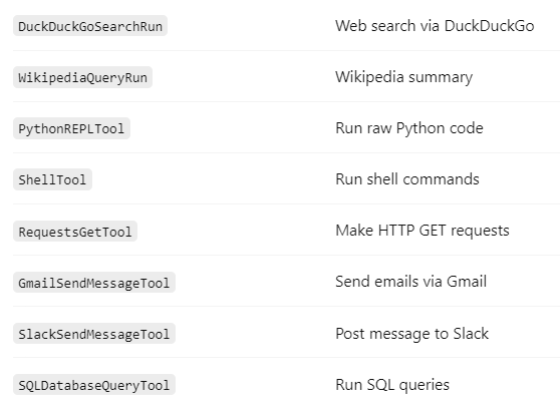 DuckDuckGoSearchRun Web search via DuckDuckGo
WikipediaQueryRun Wikipedia summary
PythonREPLTool Run raw Python code
ShellTool Run shell commands
RequestsGetTool Make HTTP GET requests
GmailSendMessageTool Send emails via Gmail
SlackSendMessageTool Post message to Slack
SQLDatabaseQueryTool Run SQL queries